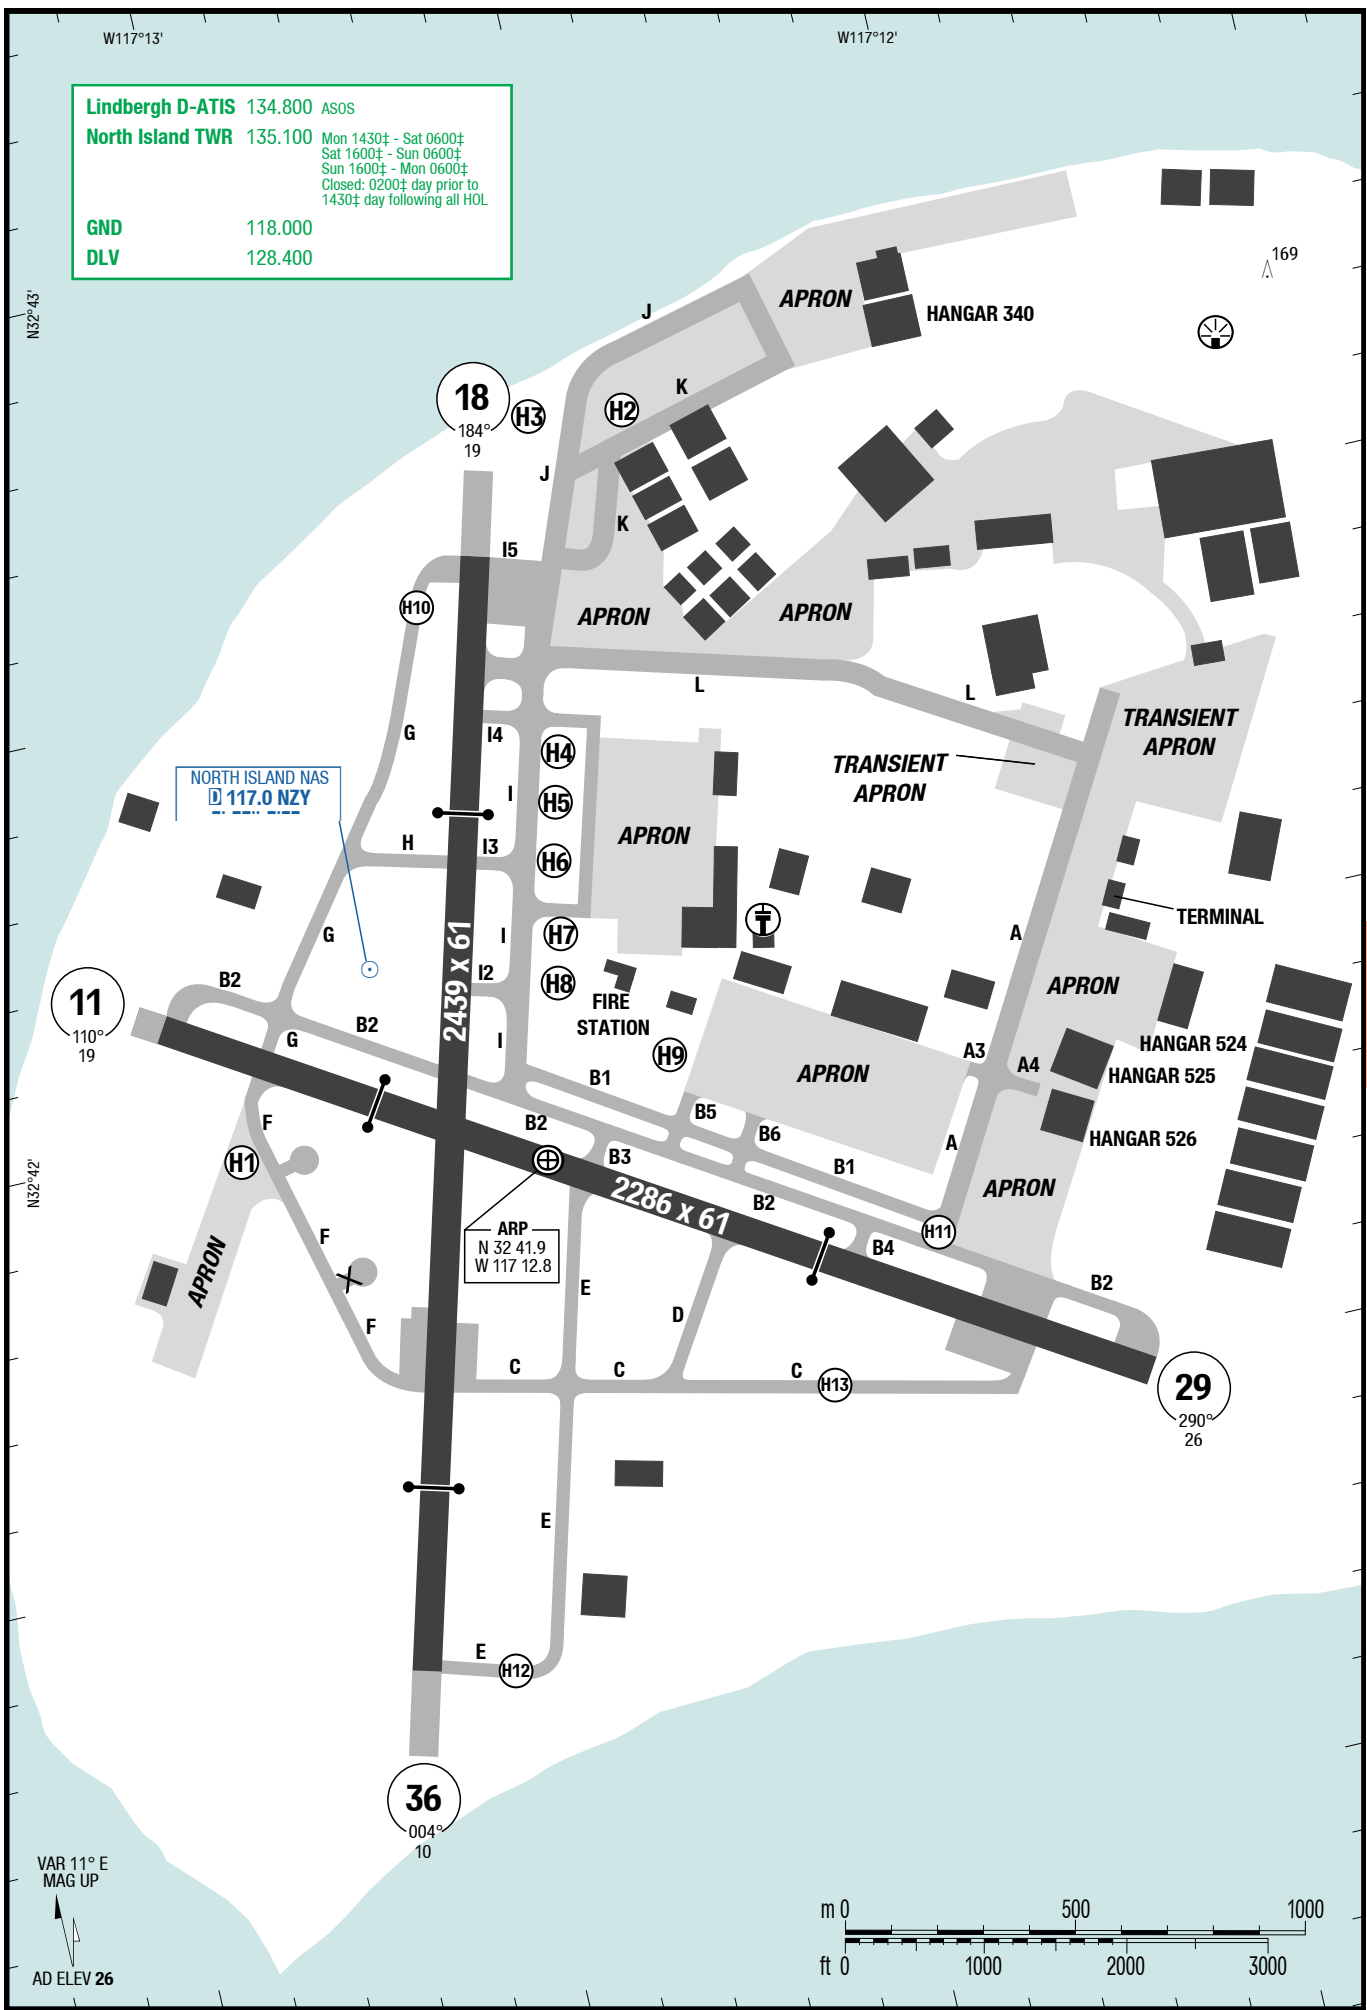 W117°13'
W117°12'
Lindbergh D-ATIS 134.800 ASOS
North Island TWR 135.100 Mon 1430‡ - Sat 0600‡
Sat 1600‡ - Sun 0600‡
Sun 1600‡ - Mon 0600‡
Closed: 0200‡ day prior to
1430‡ day following all HOL
GND 118.000
DLV 128.400
169
N32°43'
J
APRON
HANGAR 340
K
18
184°
19
H3
H2
J
K
I5
H10
APRON
APRON
L
L
G
I4
H4
TRANSIENT
APRON
TRANSIENT
APRON
NORTH ISLAND NAS
D 117.0 NZY
I
H5
APRON
H
I3
H6
TERMINAL
G
I
H7
A
2439 x 61
B2
I2
H8
APRON
11
110°
19
B2
G
I
FIRE
STATION
H9
HANGAR 524
A3
A4
B1
APRON
HANGAR 525
F
B2
B5
B6
A
HANGAR 526
H1
B3
B1
APRON
N32°42'
2286 x 61
B2
F
ARP
N 32 41.9
W 117 12.8
H11
B4
APRON
E
B2
D
F
C
C
C
H13
29
290°
26
E
E
H12
36
004°
10
VAR 11° E
MAG UP
AD ELEV 26
m 0 500 1000
ft 0 1000 2000 3000